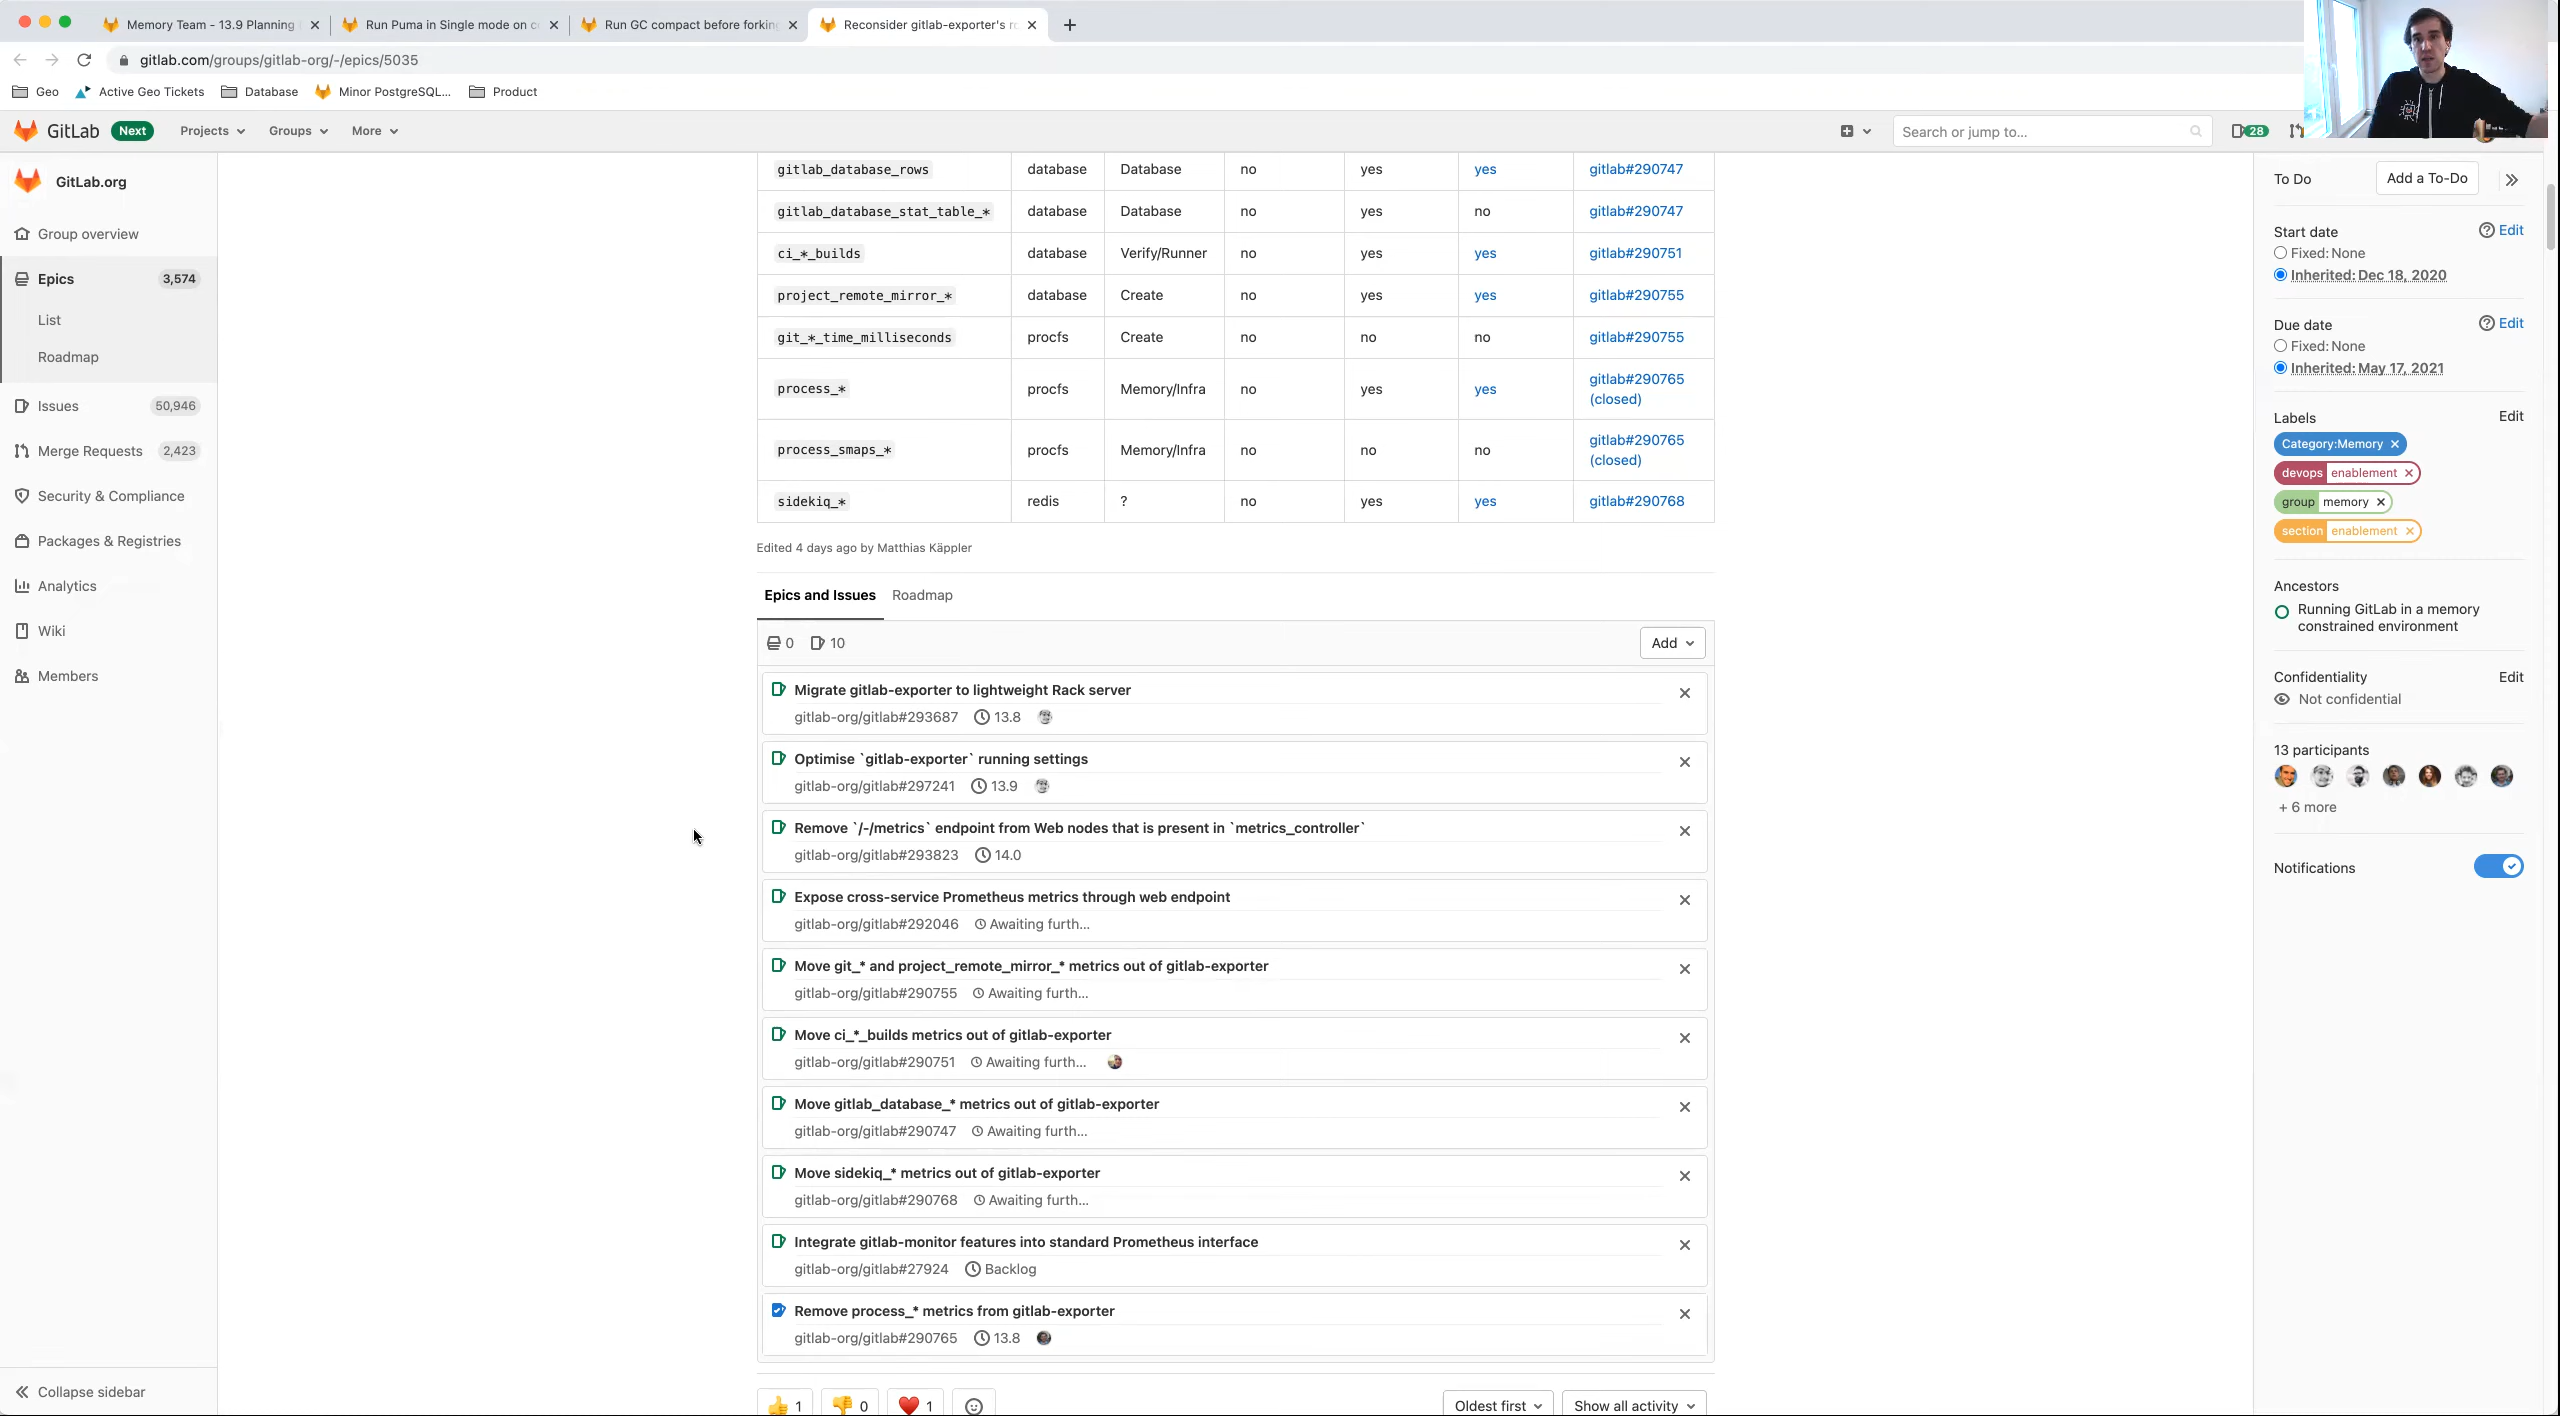 Memory Team - 13.9 Planning
Run Puma in Single mode on
Run GC compact before forking
Reconsider gitlab-exporter's
gitlab.com/groups/gitlab-org/-/epics/5035
Geo
Active Geo Tickets
Database
Minor PostgreSQL...
Product
GitLab
Next
Projects
Groups
More
Search or jump to...
28
GitLab.org
Group overview
Epics 3,574
List
Roadmap
Issues 50,946
Merge Requests 2,423
Security & Compliance
Packages & Registries
Analytics
Wiki
Members
Collapse sidebar
gitlab_database_rows database Database no yes yes gitlab#290747
gitlab_database_stat_table_* database Database no yes no gitlab#290747
ci_*_builds database Verify/Runner no yes yes gitlab#290751
project_remote_mirror_* database Create no yes yes gitlab#290755
git_*_time_milliseconds procfs Create no no no gitlab#290755
process_* procfs Memory/Infra no yes yes gitlab#290765
(closed)
process_smaps_* procfs Memory/Infra no no no gitlab#290765
(closed)
sidekiq_* redis ? no yes yes gitlab#290768
Edited 4 days ago by Matthias Käppler
Epics and Issues Roadmap
0 10 Add
Migrate gitlab-exporter to lightweight Rack server
gitlab-org/gitlab#293687 13.8
Optimise `gitlab-exporter` running settings
gitlab-org/gitlab#297241 13.9
Remove `/-/metrics` endpoint from Web nodes that is present in `metrics_controller`
gitlab-org/gitlab#293823 14.0
Expose cross-service Prometheus metrics through web endpoint
gitlab-org/gitlab#292046 Awaiting furth...
Move git_* and project_remote_mirror_* metrics out of gitlab-exporter
gitlab-org/gitlab#290755 Awaiting furth...
Move ci_*_builds metrics out of gitlab-exporter
gitlab-org/gitlab#290751 Awaiting furth...
Move gitlab_database_* metrics out of gitlab-exporter
gitlab-org/gitlab#290747 Awaiting furth...
Move sidekiq_* metrics out of gitlab-exporter
gitlab-org/gitlab#290768 Awaiting furth...
Integrate gitlab-monitor features into standard Prometheus interface
gitlab-org/gitlab#27924 Backlog
Remove process_* metrics from gitlab-exporter
gitlab-org/gitlab#290765 13.8
1 0 1
Oldest first
Show all activity
To Do
Add a To-Do
Start date Edit
Fixed: None
Inherited: Dec 18, 2020
Due date Edit
Fixed: None
Inherited: May 17, 2021
Labels Edit
Category:Memory
devops enablement
group memory
section enablement
Ancestors
Running GitLab in a memory
constrained environment
Confidentiality Edit
Not confidential
13 participants
+ 6 more
Notifications